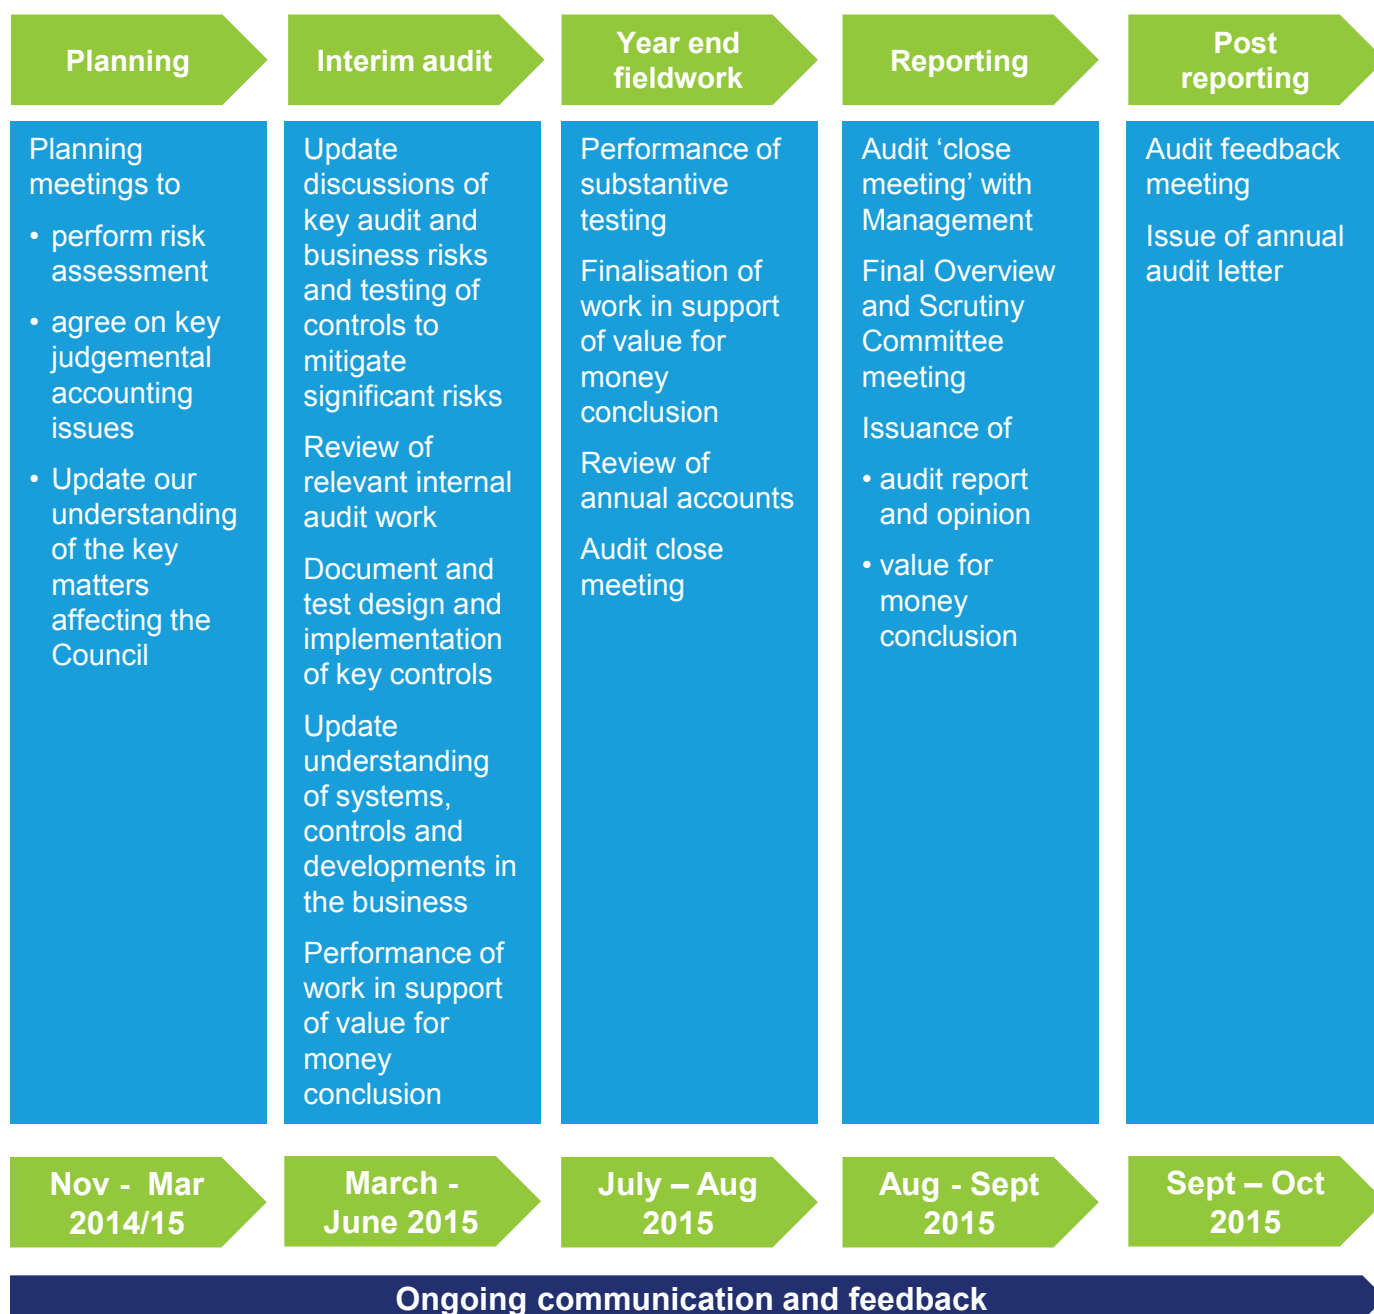 Planning
Interim audit
Year end
fieldwork
Reporting
Post
reporting
Planning
meetings to
• perform risk
assessment
• agree on key
judgemental
accounting
issues
• Update our
understanding
of the key
matters
affecting the
Council
Update
discussions of
key audit and
business risks
and testing of
controls to
mitigate
significant risks
Review of
relevant internal
audit work
Document and
test design and
implementation
of key controls
Update
understanding
of systems,
controls and
developments in
the business
Performance of
work in support
of value for
money
conclusion
Performance of
substantive
testing
Finalisation of
work in support
of value for
money
conclusion
Review of
annual accounts
Audit close
meeting
Audit ‘close
meeting’ with
Management
Final Overview
and Scrutiny
Committee
meeting
Issuance of
• audit report
and opinion
• value for
money
conclusion
Audit feedback
meeting
Issue of annual
audit letter
Nov - Mar
2014/15
March -
June 2015
July – Aug
2015
Aug - Sept
2015
Sept – Oct
2015
Ongoing communication and feedback